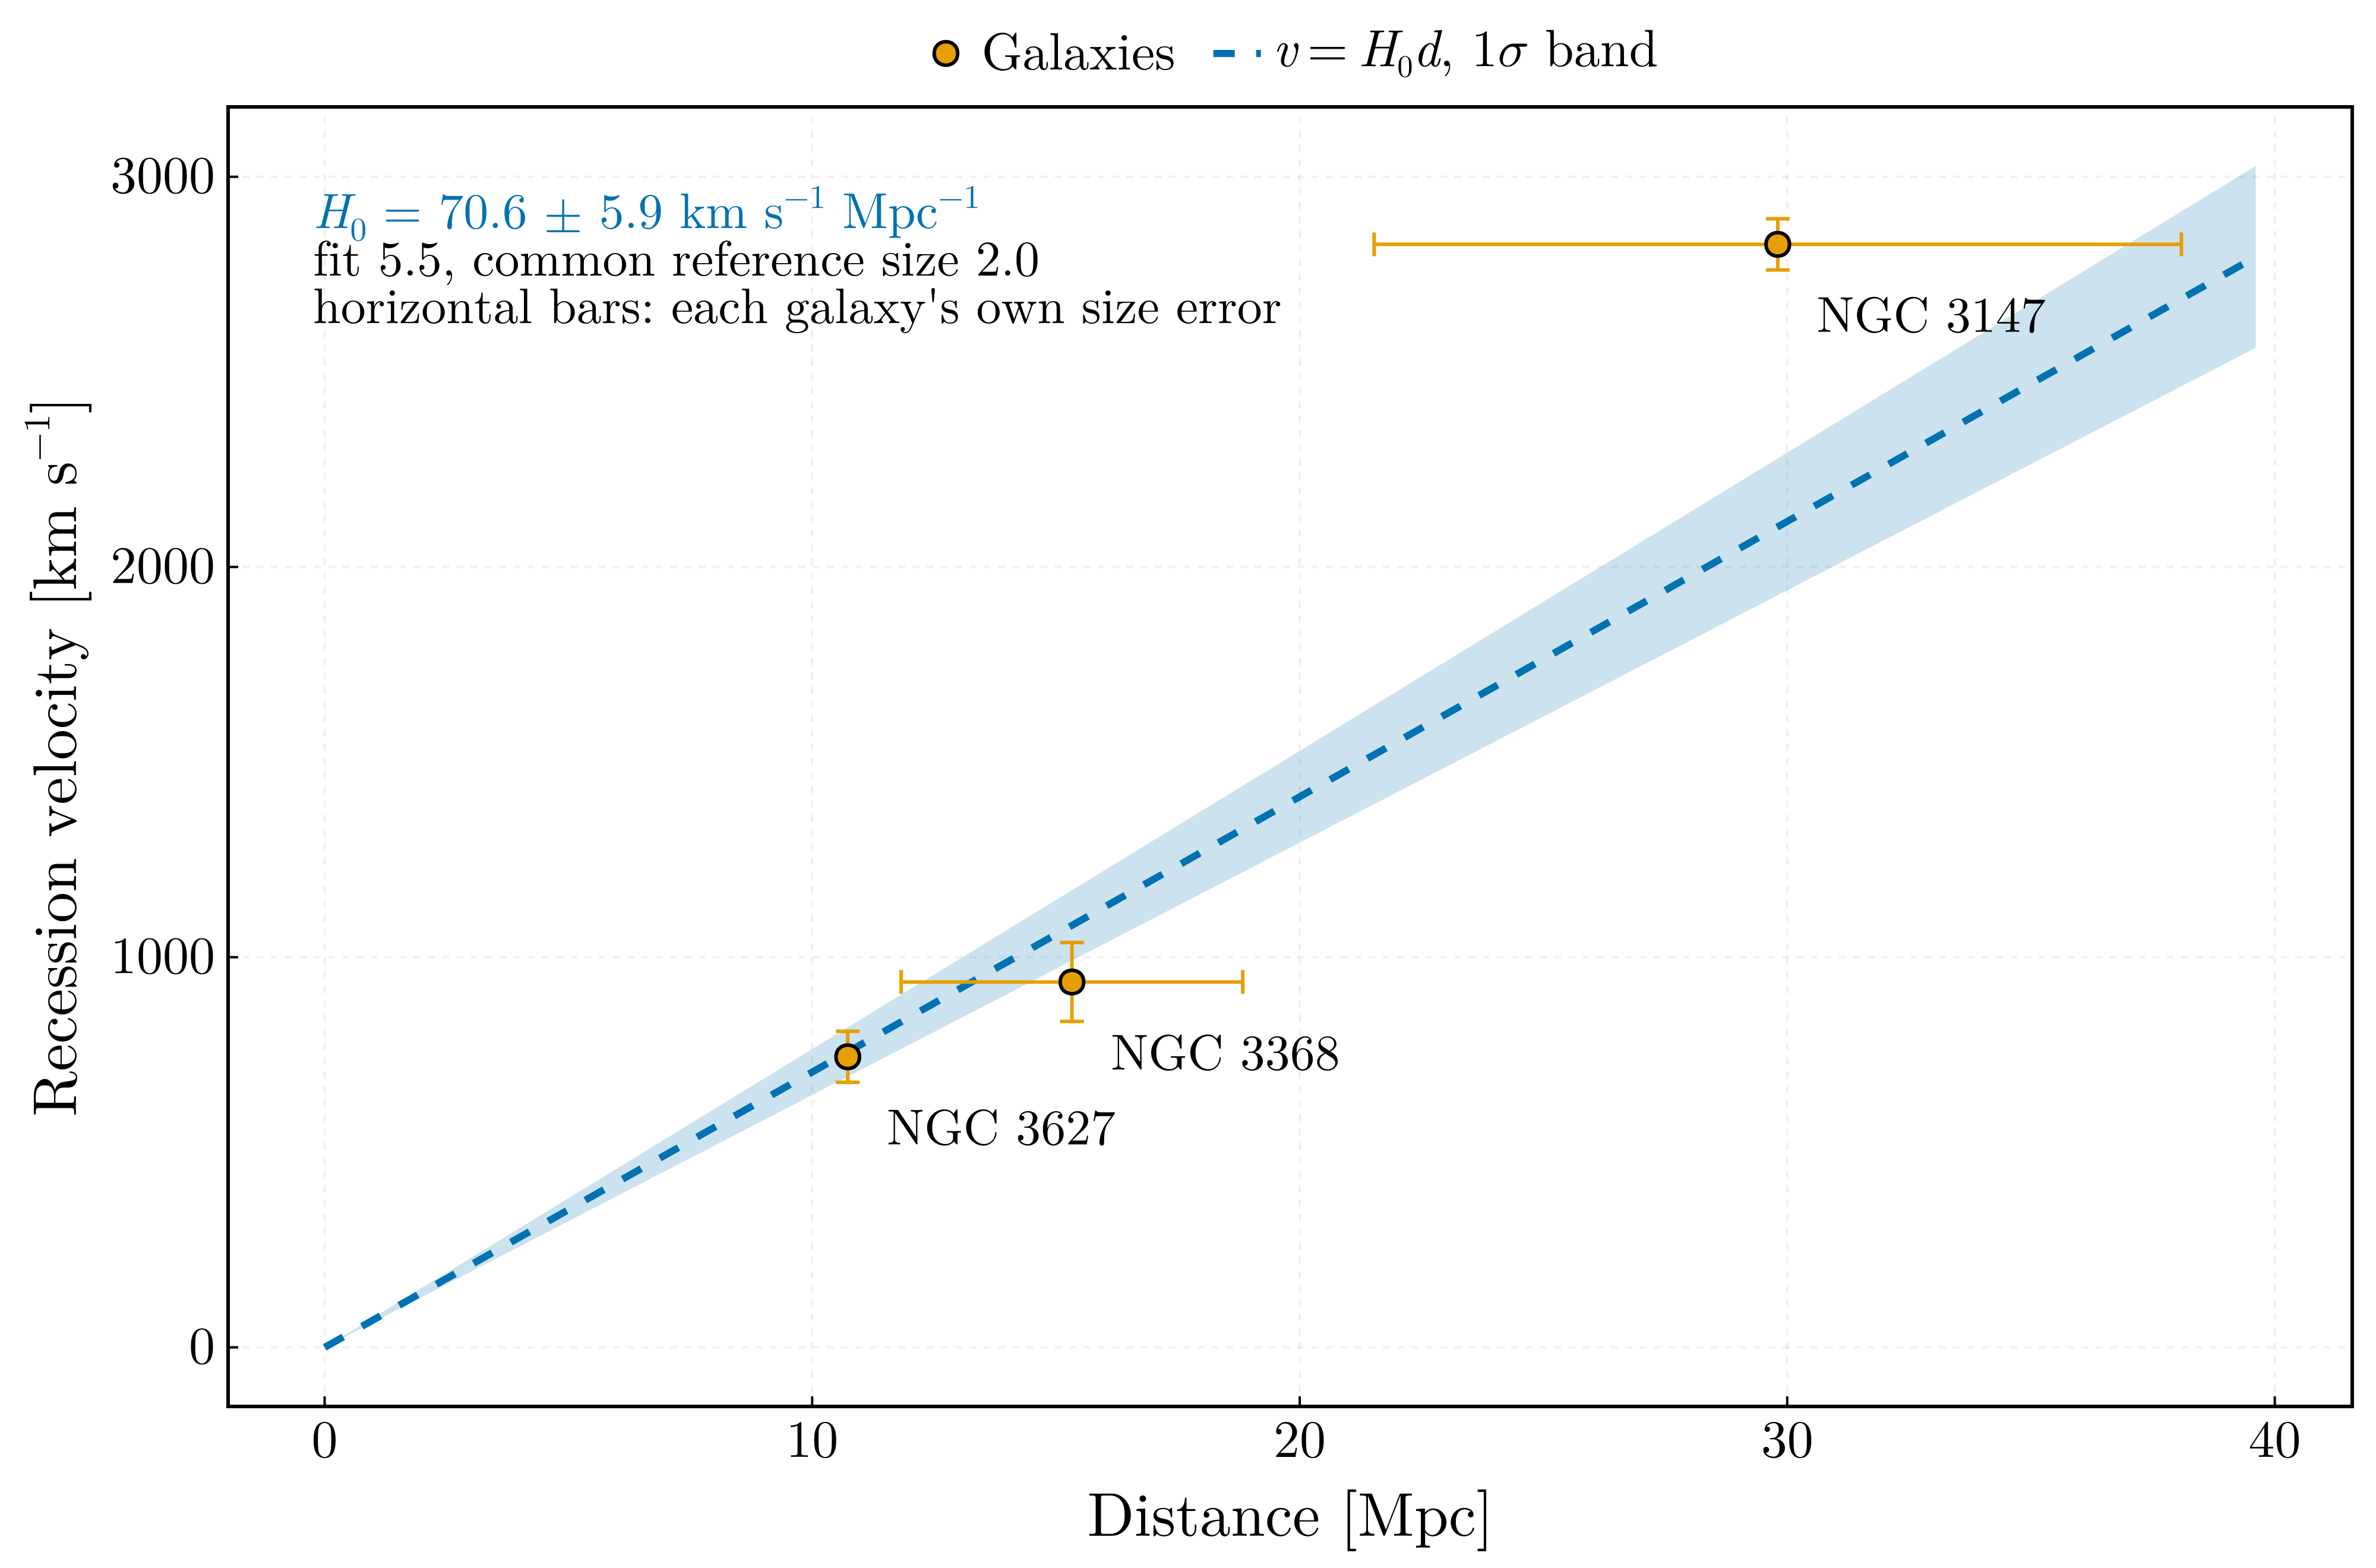 Galaxies v = H₀d, 1σ band
3000
H₀ = 70.6 ± 5.9 km s⁻¹ Mpc⁻¹
fit 5.5, common reference size 2.0
horizontal bars: each galaxy's own size error
NGC 3147
2000
1000
NGC 3368
NGC 3627
0
0 10 20 30 40
Distance [Mpc]
Recession velocity [km s⁻¹]